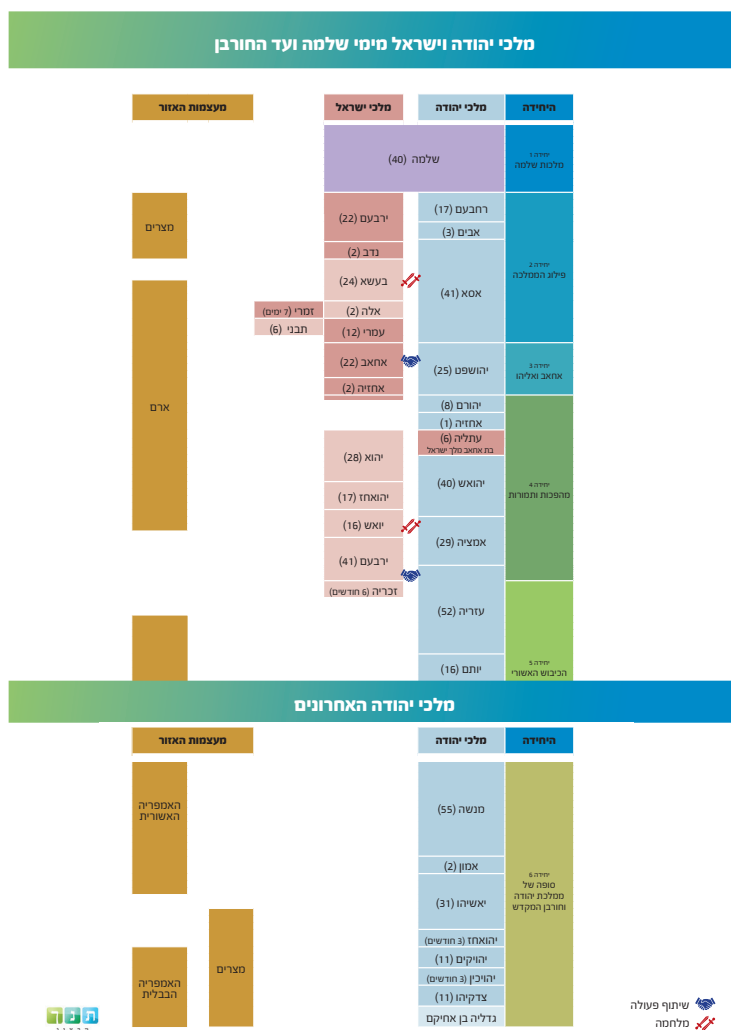 מלכי יהודה וישראל מימי שלמה ועד החורבן
היחידה
מלכי יהודה
מלכי ישראל
מעצמות האזור
יחידה 1
מלכות שלמה
שלמה (40)
יחידה 2
פילוג הממלכה
רחבעם (17)
אבים (3)
אסא (41)
ירבעם (22)
נדב (2)
בעשא (24)
אלה (2)
זמרי (7 ימים)
עמרי (12)
תבני (6)
מצרים
יחידה 3
אחאב ואליהו
יהושפט (25)
אחאב (22)
אחזיה (2)
ארם
יחידה 4
מהפכות ותמורות
יהורם (8)
אחזיה (1)
עתליה (6)
בת אחאב מלך ישראל
יהואש (40)
אמציה (29)
יהוא (28)
יהואחז (17)
יואש (16)
ירבעם (41)
זכריה (6 חודשים)
יחידה 5
הכיבוש האשורי
עזריה (52)
יותם (16)
מלכי יהודה האחרונים
היחידה
מלכי יהודה
מעצמות האזור
יחידה 6
סופה של
ממלכת יהודה
וחורבן המקדש
מנשה (55)
אמון (2)
יאשיהו (31)
יהואחז (3 חודשים)
יהויקים (11)
יהויכין (3 חודשים)
צדקיהו (11)
גדליה בן אחיקם
האמפריה
האשורית
מצרים
האמפריה
הבבלית
שיתוף פעולה
מלחמה
תנך